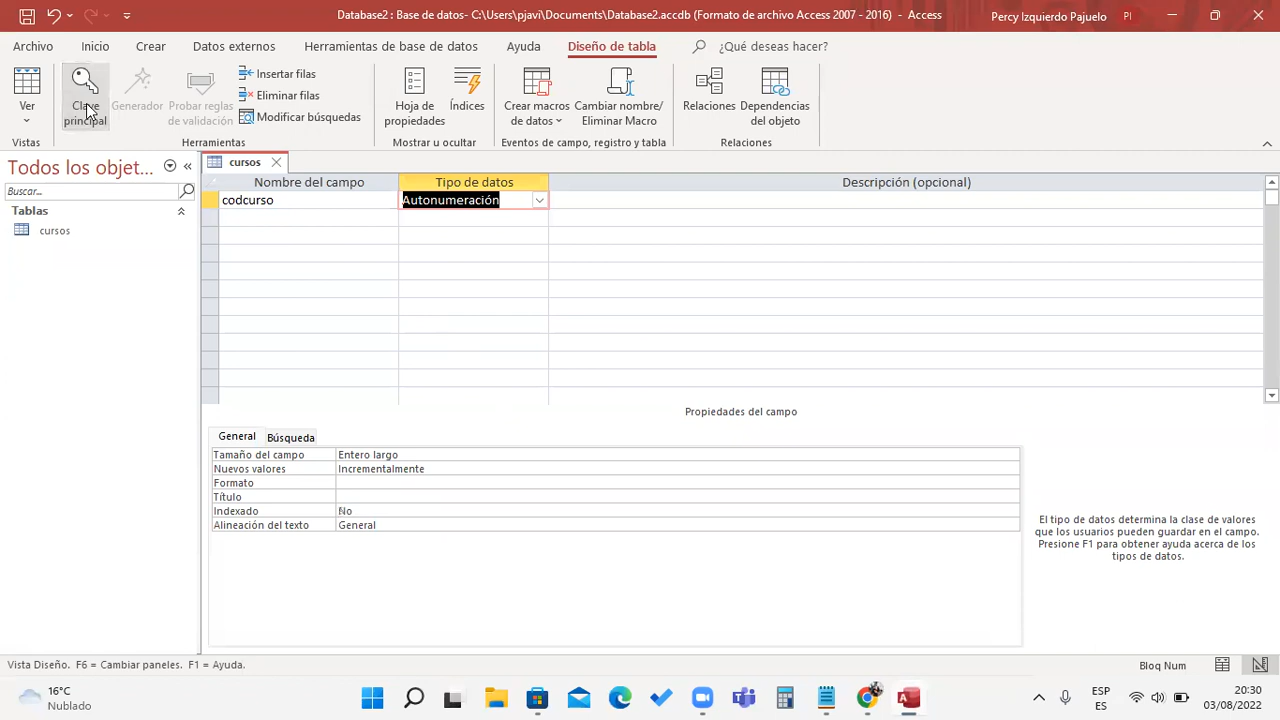 Database2 : Base de datos- C:\Users\pjavi\Documents\Database2.accdb (Formato de archivo Access 2007 - 2016) - Access
Percy Izquierdo Pajuelo
PI
Archivo Inicio Crear Datos externos Herramientas de base de datos Ayuda Diseño de tabla ¿Qué deseas hacer?
Ver
Clave principal
Generador
Probar reglas de validación
Insertar filas
Eliminar filas
Modificar búsquedas
Hoja de propiedades
Índices
Crear macros de datos
Cambiar nombre/ Eliminar Macro
Relaciones
Dependencias del objeto
Vistas Herramientas Mostrar u ocultar Eventos de campo, registro y tabla Relaciones
Todos los objet...
Buscar...
Tablas
cursos
cursos
Nombre del campo Tipo de datos Descripción (opcional)
codcurso Autonumeración
Propiedades del campo
General Búsqueda
Tamaño del campo Entero largo
Nuevos valores Incrementalmente
Formato
Título
Indexado No
Alineación del texto General
El tipo de datos determina la clase de valores
que los usuarios pueden guardar en el campo.
Presione F1 para obtener ayuda acerca de los
tipos de datos.
Vista Diseño. F6 = Cambiar paneles. F1 = Ayuda.
Bloq Num
16°C
Nublado
ESP
ES
20:30
03/08/2022